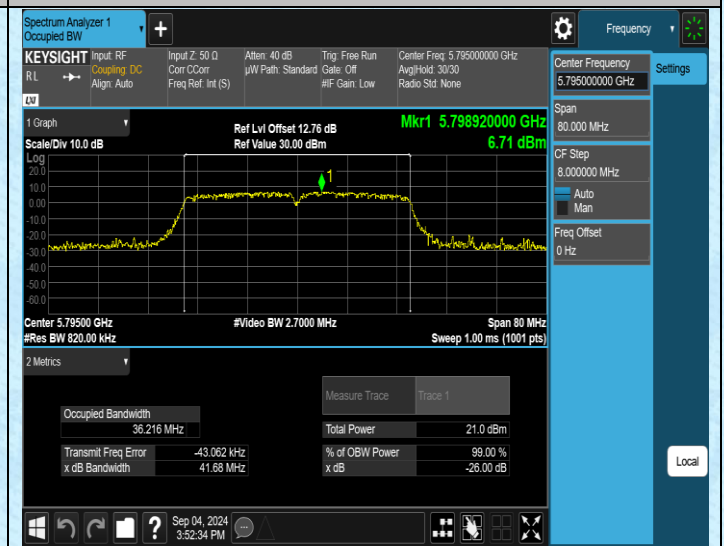 Spectrum Analyzer 1
Occupied BW
Frequency
KEYSIGHT
RL
LXI
Input: RF
Coupling: DC
Align: Auto
Input Z: 50 Ω
Corr CCorr
Freq Ref: Int (S)
Atten: 40 dB
µW Path: Standard
Trig: Free Run
Gate: Off
#IF Gain: Low
Center Freq: 5.795000000 GHz
Avg|Hold: 30/30
Radio Std: None
Center Frequency
5.795000000 GHz
Settings
Span
80.000 MHz
CF Step
8.000000 MHz
Auto
Man
Freq Offset
0 Hz
Local
1 Graph
Scale/Div 10.0 dB
Ref Lvl Offset 12.76 dB
Ref Value 30.00 dBm
Mkr1 5.798920000 GHz
6.71 dBm
Log
20.0
10.0
0.00
-10.0
-20.0
-30.0
-40.0
-50.0
-60.0
1
Center 5.79500 GHz
#Res BW 820.00 kHz
#Video BW 2.7000 MHz
Span 80 MHz
Sweep 1.00 ms (1001 pts)
2 Metrics
Measure Trace
Trace 1
Occupied Bandwidth
36.216 MHz
Total Power
21.0 dBm
Transmit Freq Error
-43.062 kHz
% of OBW Power
99.00 %
x dB Bandwidth
41.68 MHz
x dB
-26.00 dB
Sep 04, 2024
3:52:34 PM